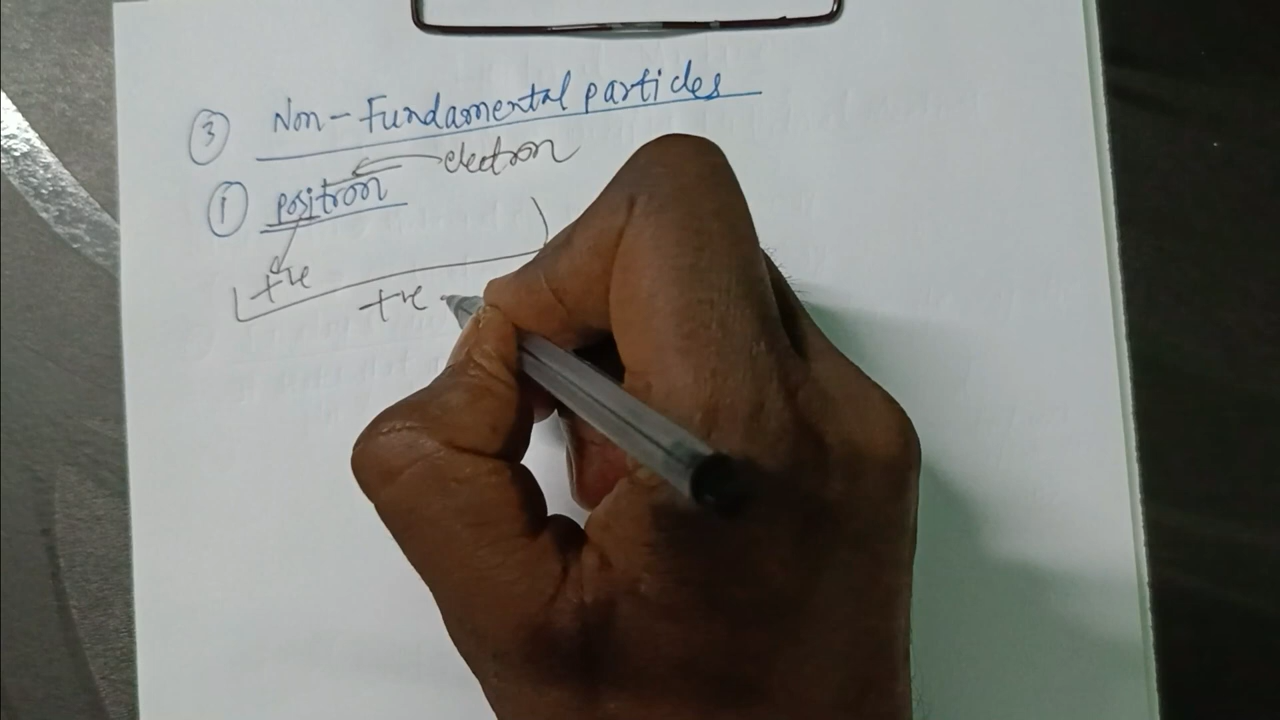 ③ Non-Fundamental particles
electron
① positron
+ve
+ve